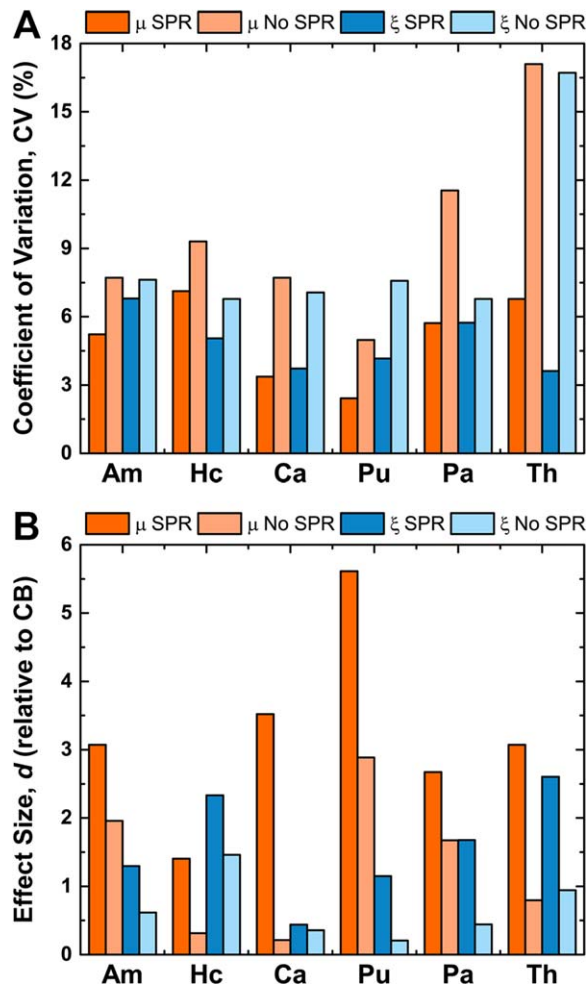 A
μ SPR μ No SPR ξ SPR ξ No SPR
Coefficient of Variation, CV (%)
18
15
12
9
6
3
0
Am Hc Ca Pu Pa Th
B
μ SPR μ No SPR ξ SPR ξ No SPR
Effect Size, d (relative to CB)
6
5
4
3
2
1
0
Am Hc Ca Pu Pa Th